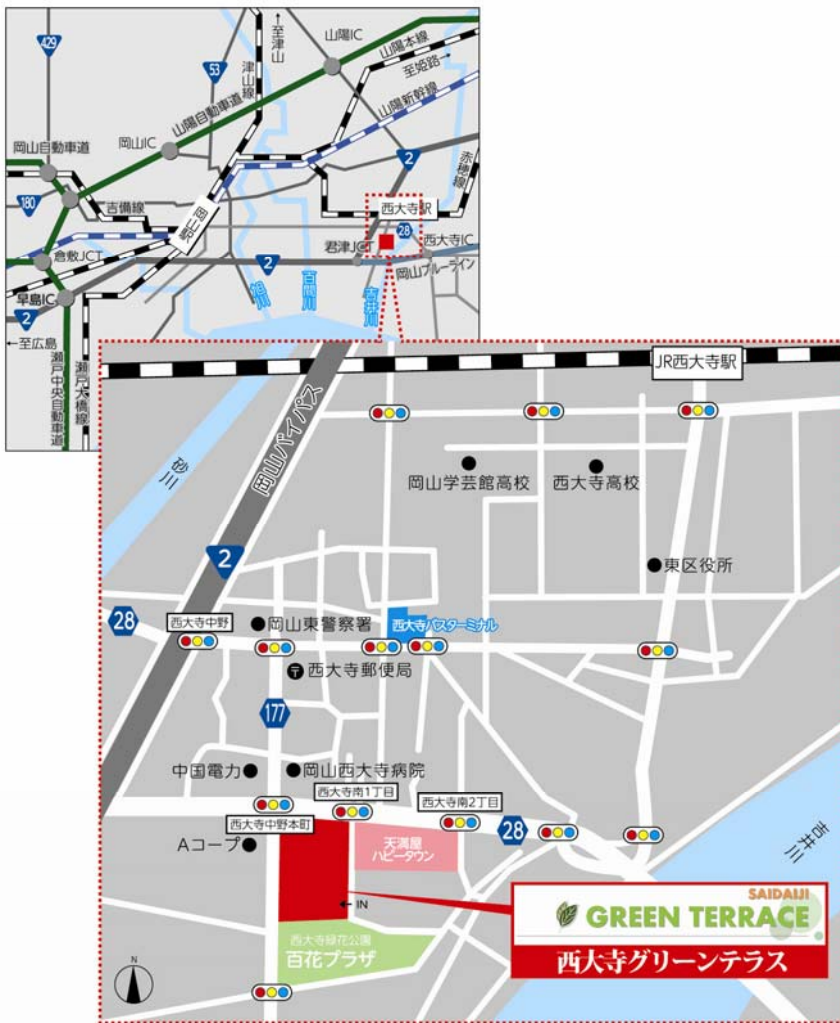 429
53
↑至津山
津山線
山陽IC
山陽本線
至姫路→
山陽新幹線
山陽自動車道
岡山IC
岡山自動車道
180
吉備線
岡山駅
2
赤穂線
西大寺駅
28
君津JCT
西大寺IC
岡山ブルーライン
倉敷JCT
2
早島IC
2
旭川
百間川
吉井川
←至広島
瀬戸中央自動車道
瀬戸大橋線
JR西大寺駅
砂川
岡山バイパス
岡山学芸館高校
西大寺高校
2
東区役所
28
西大寺中野
岡山東警察署
西大寺バスターミナル
〒
西大寺郵便局
177
中国電力
岡山西大寺病院
西大寺南1丁目
西大寺南2丁目
西大寺中野本町
28
Aコープ
天満屋
ハピータウン
吉井川
←IN
SAIDAIJI
GREEN TERRACE
西大寺グリーンテラス
西大寺緑花公園
百花プラザ
N